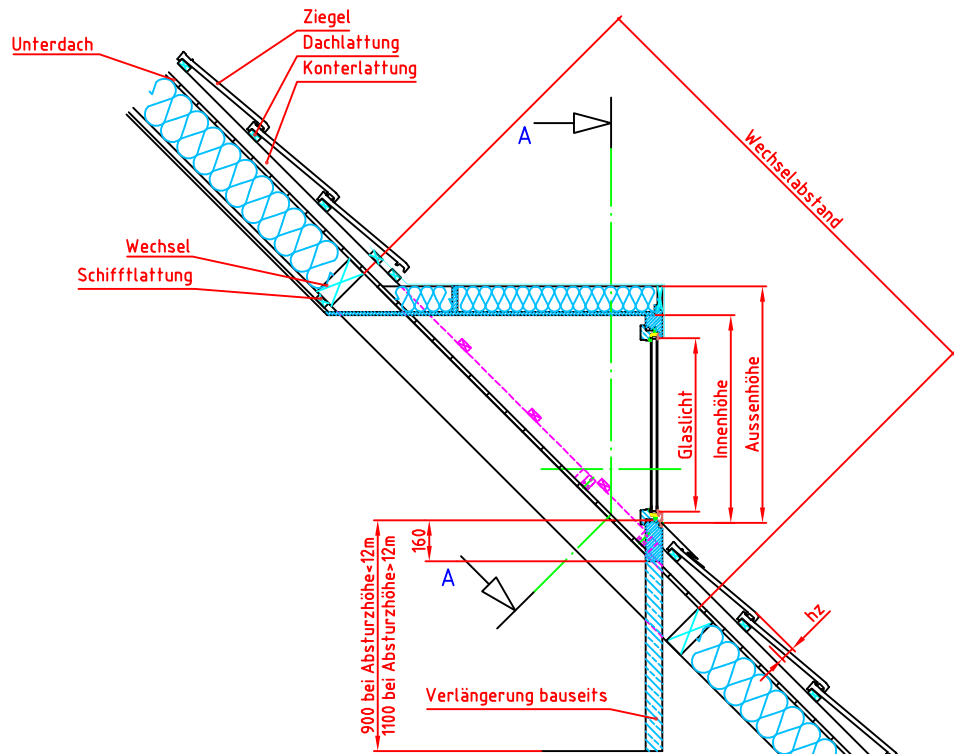 Ziegel
Unterdach
Dachlattung
Konterlattung
A
Wechselabstand
Wechsel
Schifftlattung
Glaslicht
Innenhöhe
Aussenhöhe
160
A
900 bei Absturzhöhe<12m
1100 bei Absturzhöhe>12m
hz
Verlängerung bauseits